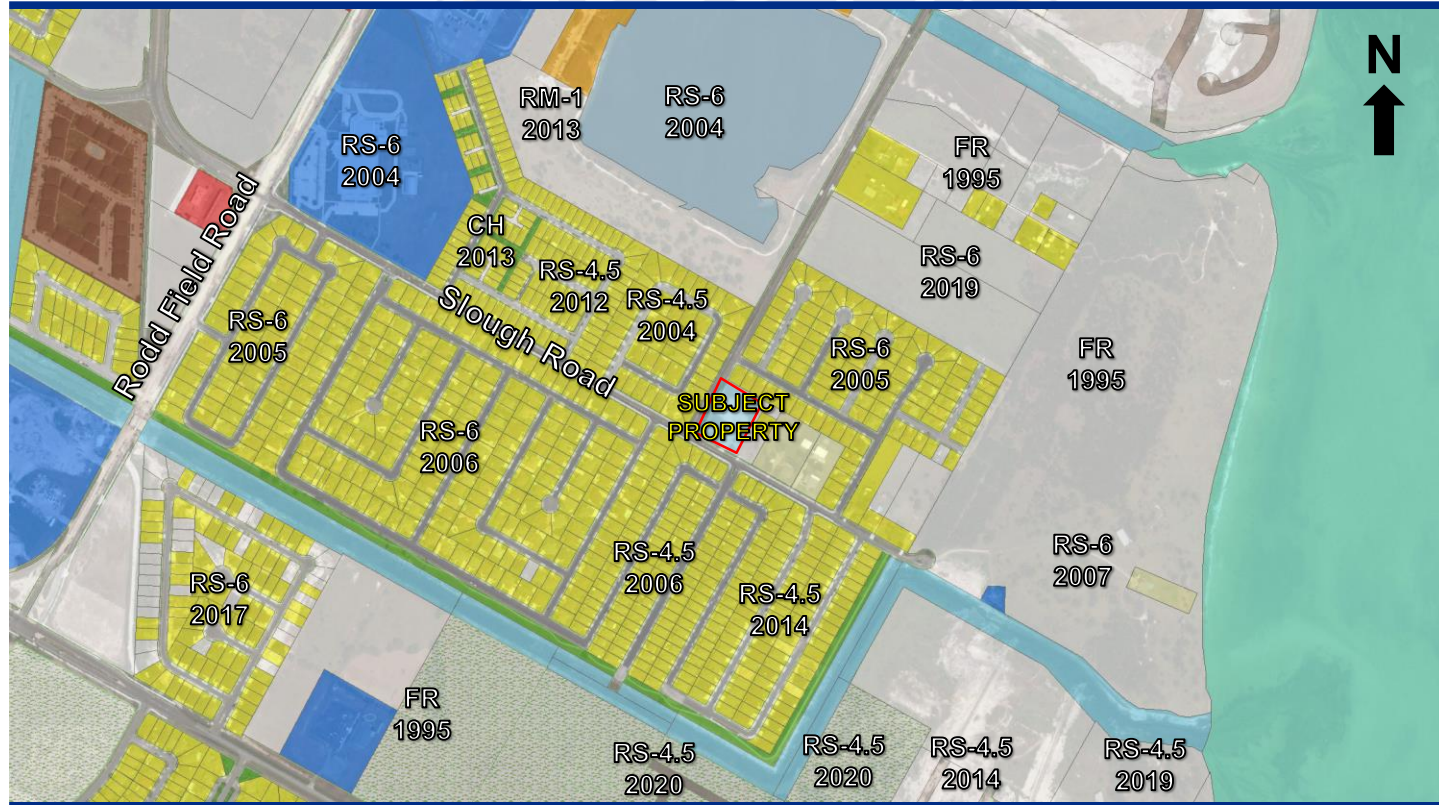 N
RM-1
2013
RS-6
2004
RS-6
2004
FR
1995
CH
2013
RS-4.5
2012
RS-4.5
2004
RS-6
2019
Rodd Field Road
Slough Road
RS-6
2005
RS-6
2005
FR
1995
SUBJECT
PROPERTY
RS-6
2006
RS-4.5
2006
RS-4.5
2014
RS-6
2007
RS-6
2017
FR
1995
RS-4.5
2020
RS-4.5
2020
RS-4.5
2014
RS-4.5
2019